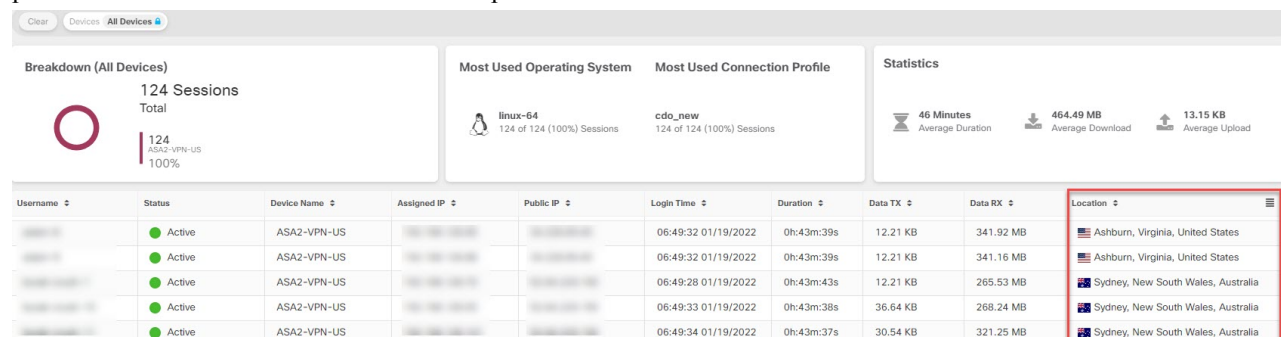 Clear Devices All Devices
Breakdown (All Devices)
124 Sessions
Total
124
ASA2-VPN-US
100%
Most Used Operating System
linux-64
124 of 124 (100%) Sessions
Most Used Connection Profile
cdo_new
124 of 124 (100%) Sessions
Statistics
46 Minutes
Average Duration
464.49 MB
Average Download
13.15 KB
Average Upload
Username Status Device Name Assigned IP Public IP Login Time Duration Data TX Data RX Location
Active ASA2-VPN-US 06:49:32 01/19/2022 0h:43m:39s 12.21 KB 341.92 MB Ashburn, Virginia, United States
Active ASA2-VPN-US 06:49:32 01/19/2022 0h:43m:39s 12.21 KB 341.16 MB Ashburn, Virginia, United States
Active ASA2-VPN-US 06:49:28 01/19/2022 0h:43m:43s 12.21 KB 265.53 MB Sydney, New South Wales, Australia
Active ASA2-VPN-US 06:49:33 01/19/2022 0h:43m:38s 36.64 KB 268.24 MB Sydney, New South Wales, Australia
Active ASA2-VPN-US 06:49:34 01/19/2022 0h:43m:37s 30.54 KB 321.25 MB Sydney, New South Wales, Australia